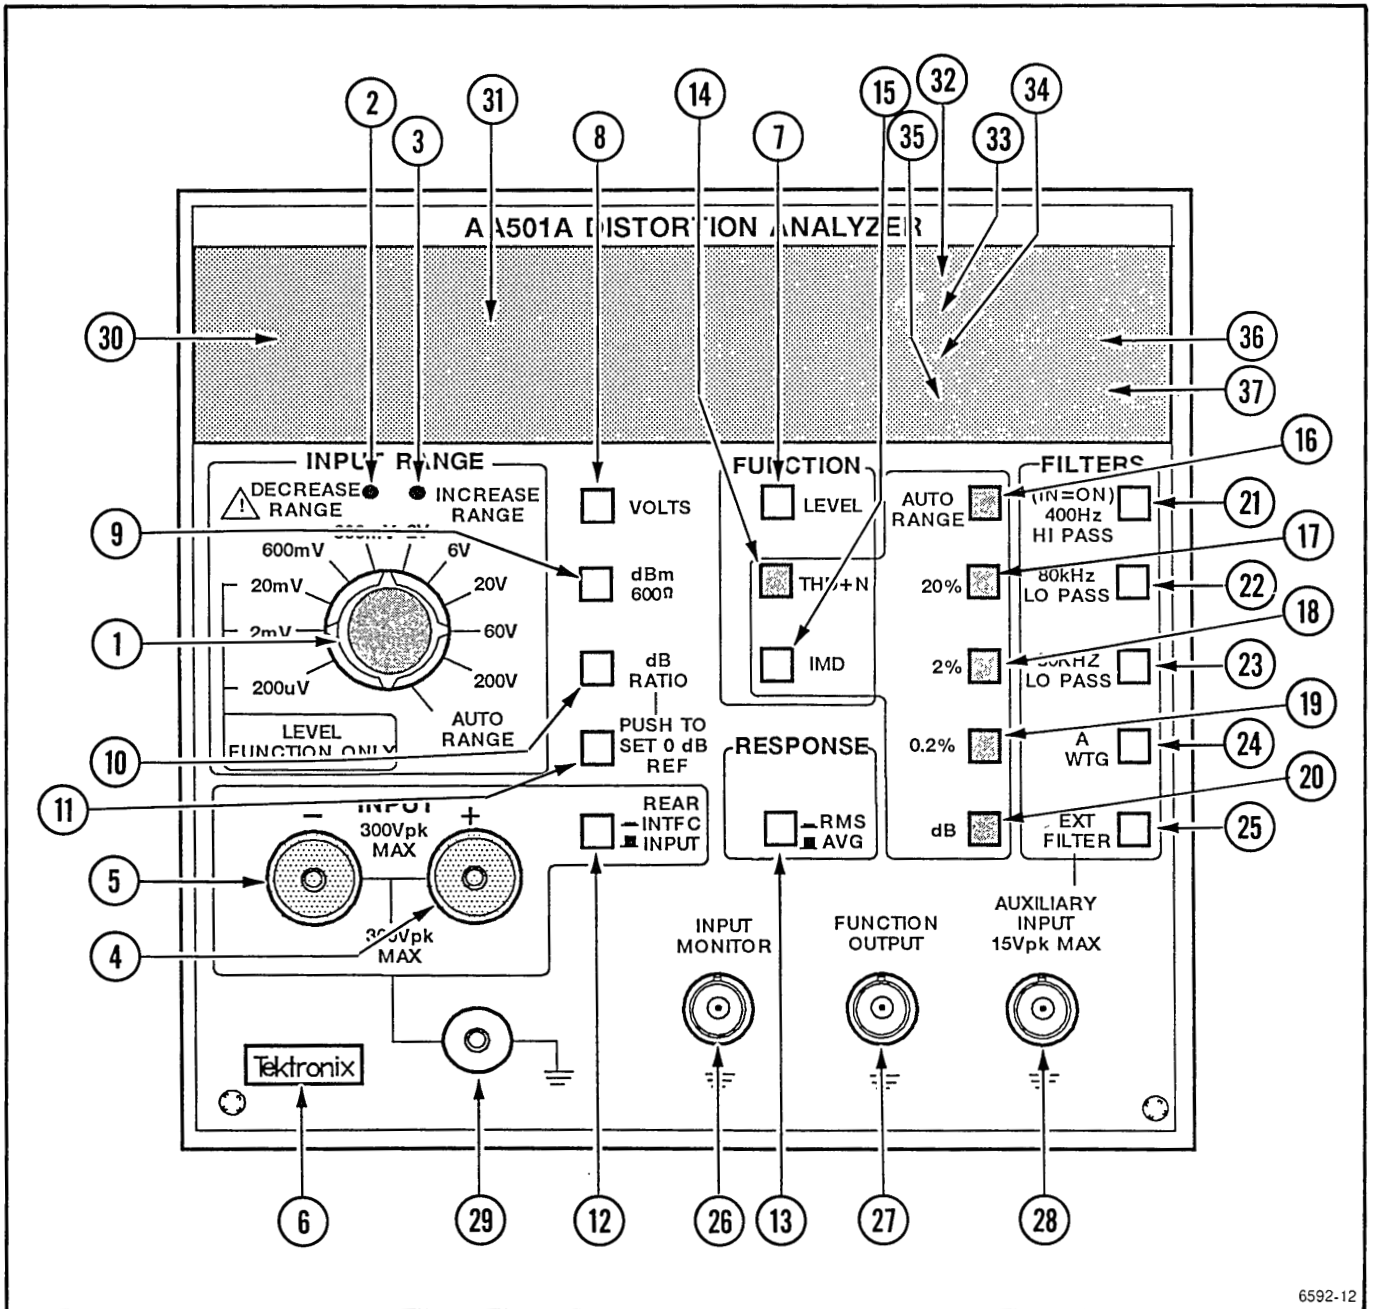 2
31
8
14
7
15
32
34
3
35
33
AA501A DISTORTION ANALYZER
30
36
37
INPUT RANGE
DECREASE
RANGE
INCREASE
RANGE
600mV
6V
20mV
20V
2mV
60V
200uV
200V
AUTO
RANGE
LEVEL
FUNCTION ONLY
VOLTS
dBm
600Ω
dB
RATIO
PUSH TO
SET 0 dB
REF
FUNCTION
LEVEL
THD+N
IMD
AUTO
RANGE
20%
2%
0.2%
dB
FILTERS
(IN=ON)
400Hz
HI PASS
80kHz
LO PASS
LO PASS
A
WTG
EXT
FILTER
RESPONSE
RMS
AVG
INPUT
300Vpk
MAX
− +
300Vpk
MAX
REAR
INTFC
INPUT
INPUT
MONITOR
FUNCTION
OUTPUT
AUXILIARY
INPUT
15Vpk MAX
Tektronix
9
1
10
11
5
4
16
21
17
22
18
23
19
24
20
25
6
29
12
26
13
27
28
6592-12